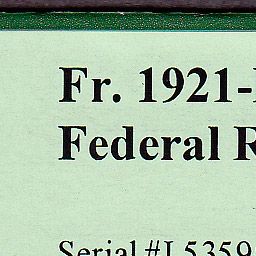 Fr. 1921-
Federal R
Serial #L5359